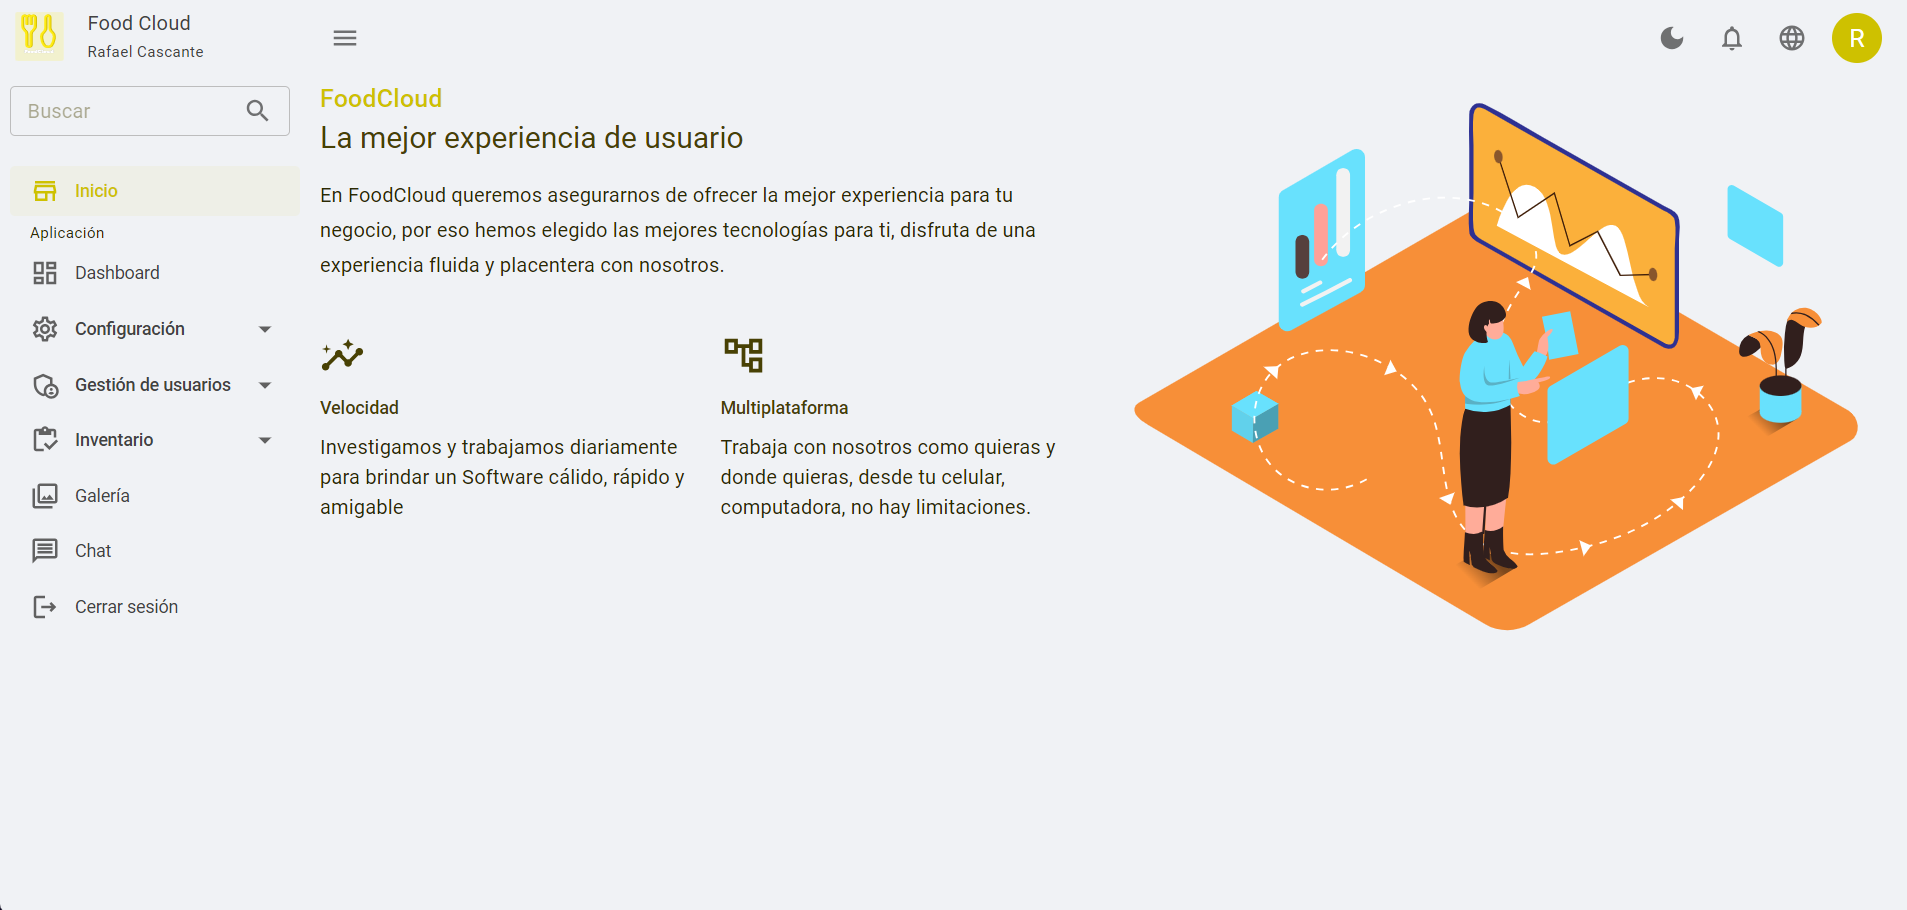 Food Cloud
Rafael Cascante
R
Buscar
Inicio
Aplicación
Dashboard
Configuración
Gestión de usuarios
Inventario
Galería
Chat
Cerrar sesión
FoodCloud
La mejor experiencia de usuario
En FoodCloud queremos asegurarnos de ofrecer la mejor experiencia para tu
negocio, por eso hemos elegido las mejores tecnologías para ti, disfruta de una
experiencia fluida y placentera con nosotros.
Velocidad
Investigamos y trabajamos diariamente
para brindar un Software cálido, rápido y
amigable
Multiplataforma
Trabaja con nosotros como quieras y
donde quieras, desde tu celular,
computadora, no hay limitaciones.